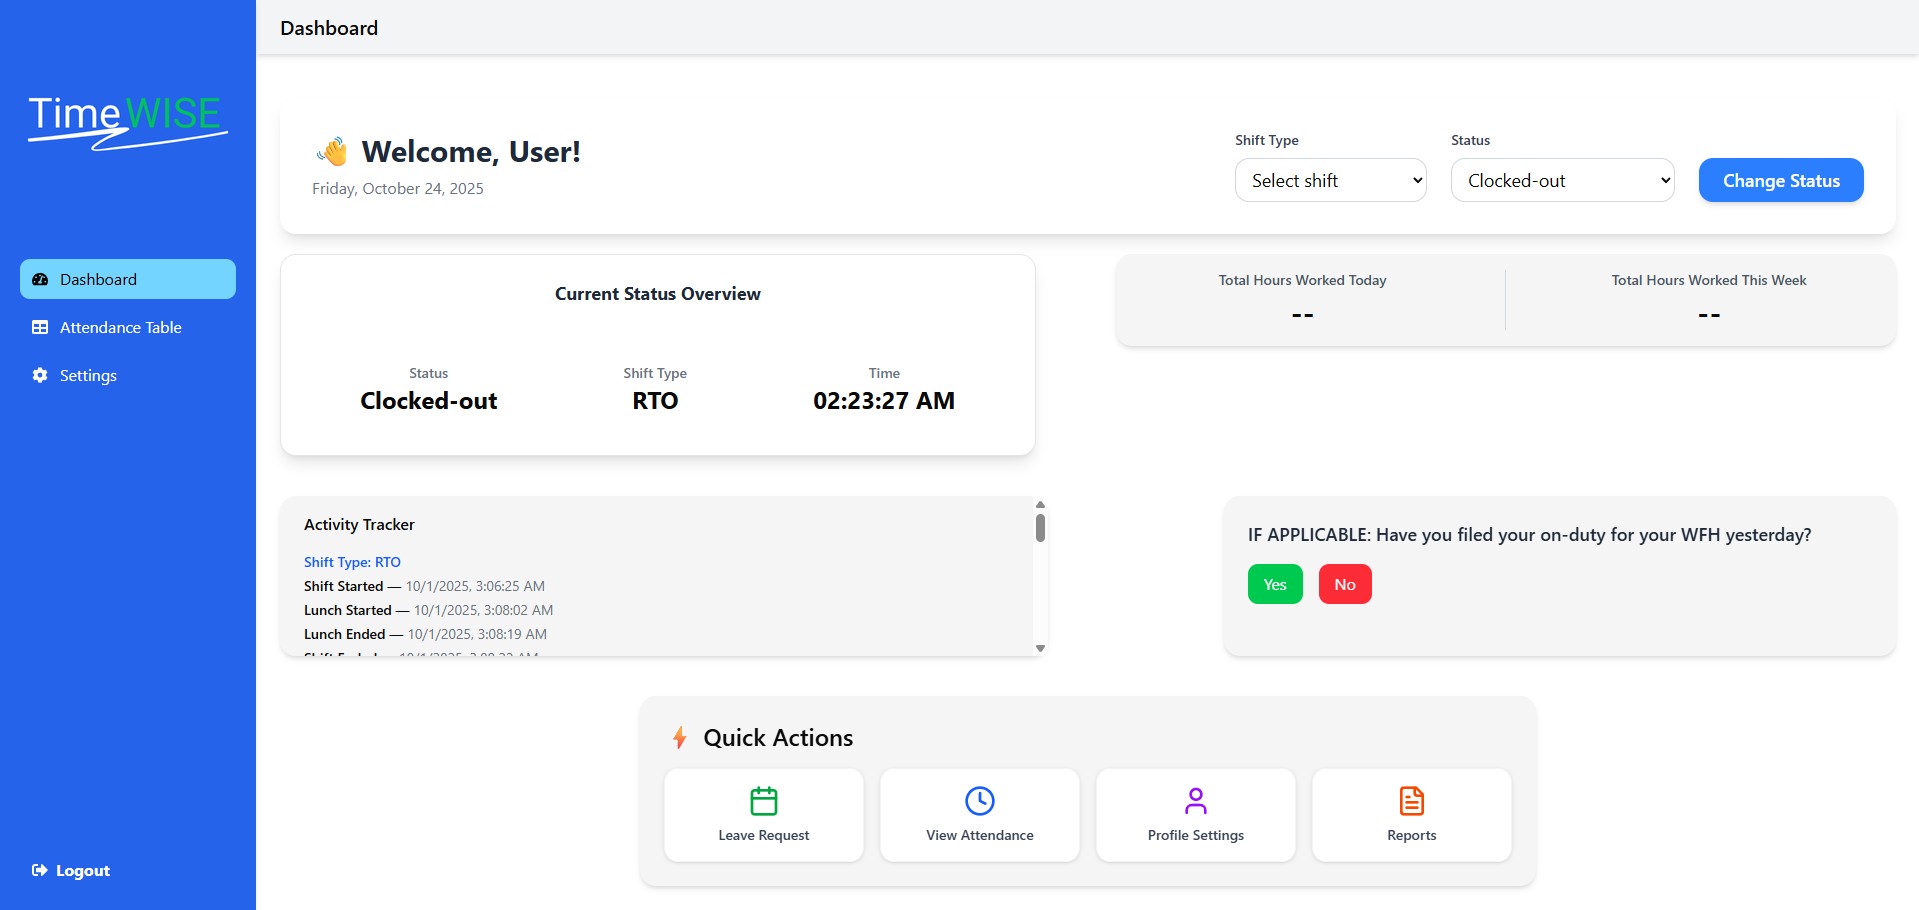 Dashboard
TimeWISE
👋 Welcome, User!
Friday, October 24, 2025
Shift Type
Select shift
Status
Clocked-out
Change Status
Dashboard
Attendance Table
Settings
Logout
Current Status Overview
Status
Clocked-out
Shift Type
RTO
Time
02:23:27 AM
Total Hours Worked Today
--
Total Hours Worked This Week
--
Activity Tracker
Shift Type: RTO
Shift Started — 10/1/2025, 3:06:25 AM
Lunch Started — 10/1/2025, 3:08:02 AM
Lunch Ended — 10/1/2025, 3:08:19 AM
IF APPLICABLE: Have you filed your on-duty for your WFH yesterday?
Yes
No
⚡ Quick Actions
Leave Request
View Attendance
Profile Settings
Reports